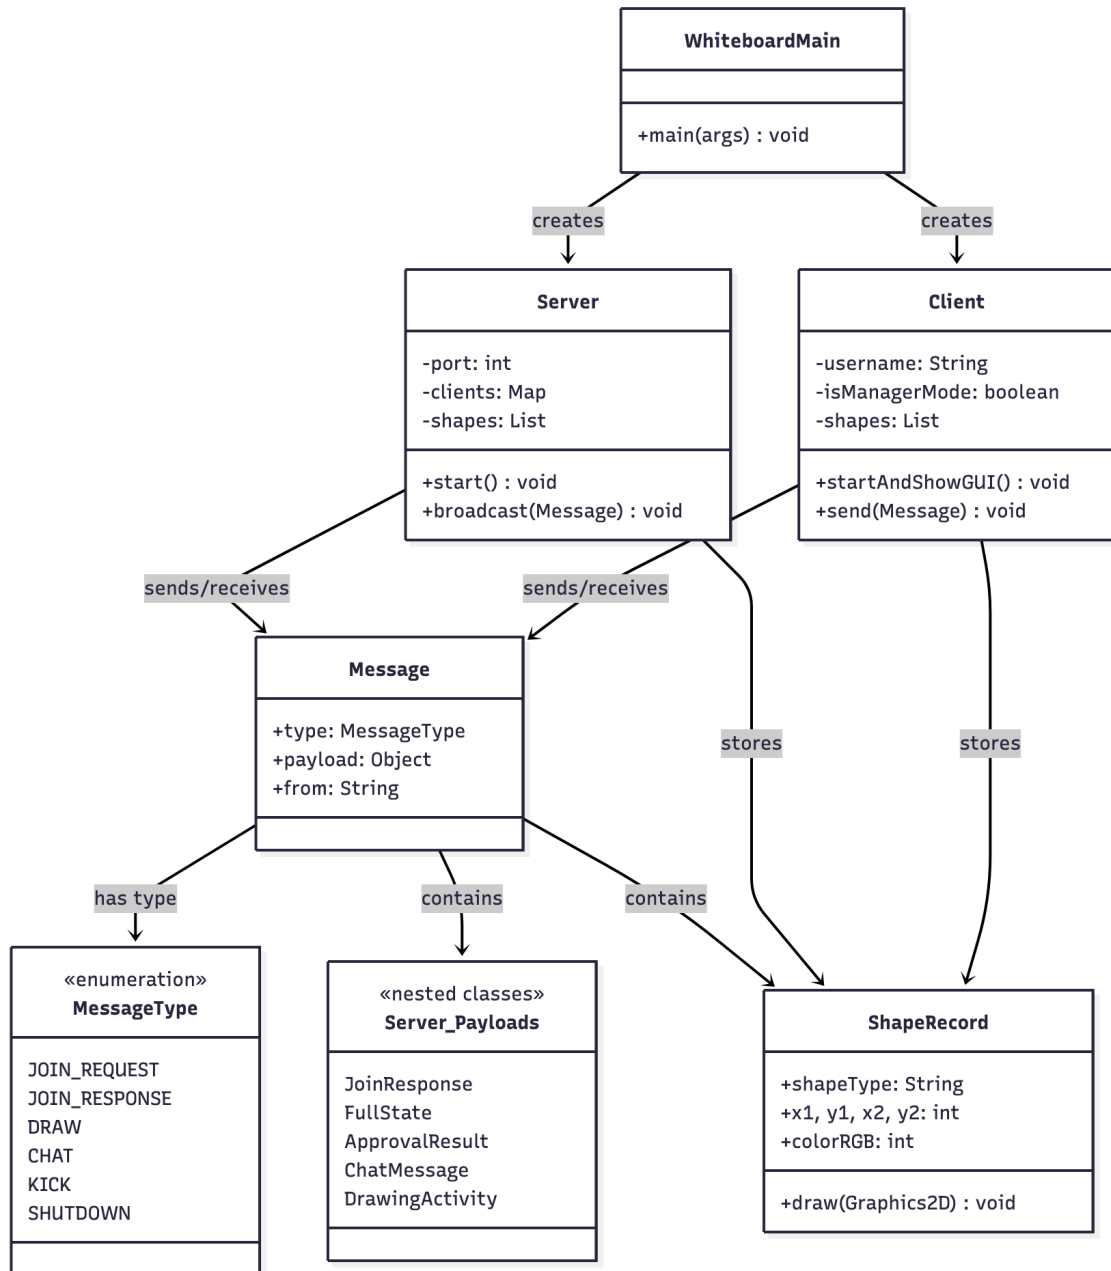 WhiteboardMain
+main(args) : void
creates
creates
Server
-port: int
-clients: Map
-shapes: List
+start() : void
+broadcast(Message) : void
Client
-username: String
-isManagerMode: boolean
-shapes: List
+startAndShowGUI() : void
+send(Message) : void
sends/receives
sends/receives
Message
+type: MessageType
+payload: Object
+from: String
stores
stores
has type
contains
contains
«enumeration»
MessageType
JOIN_REQUEST
JOIN_RESPONSE
DRAW
CHAT
KICK
SHUTDOWN
«nested classes»
Server_Payloads
JoinResponse
FullState
ApprovalResult
ChatMessage
DrawingActivity
ShapeRecord
+shapeType: String
+x1, y1, x2, y2: int
+colorRGB: int
+draw(Graphics2D) : void